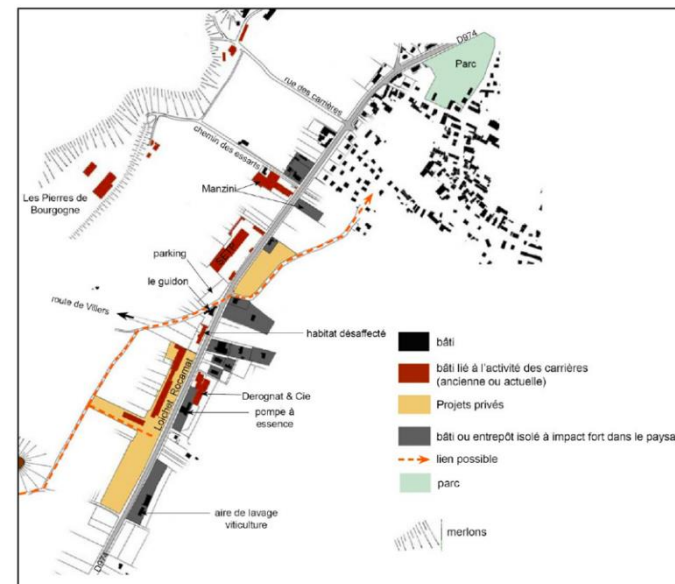 D974
Parc
rue des carrières
chemin des essarts
Manzini
Les Pierres de
Bourgogne
parking
le guidon
route de Villers
habitat désaffecté
Loichet Rocamat
Derognat & Cie
pompe à
essence
aire de lavage
viticulture
D974
bâti
bâti lié à l'activité des carrières
(ancienne ou actuelle)
Projets privés
bâti ou entrepôt isolé à impact fort dans le paysa
lien possible
parc
merlons